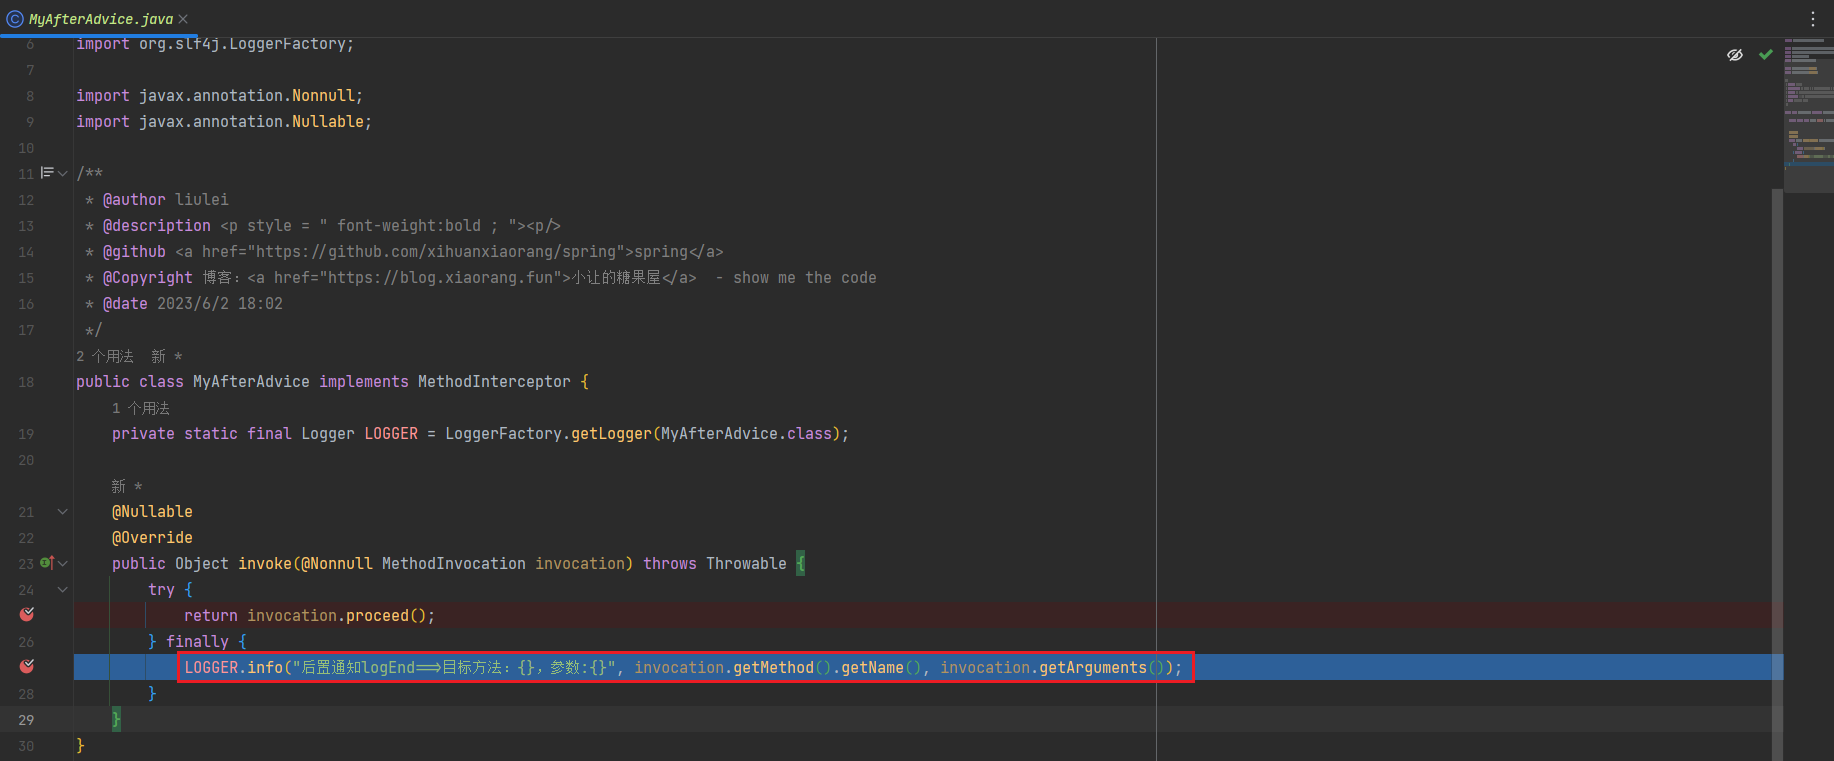 MyAfterAdvice.java
6 import org.slf4j.LoggerFactory;
7
8 import javax.annotation.Nonnull;
9 import javax.annotation.Nullable;
10
11 /**
12 * @author liulei
13 * @description <p style = " font-weight:bold ; "><p/>
14 * @github <a href="https://github.com/xihuanxiaorang/spring">spring</a>
15 * @Copyright 博客：<a href="https://blog.xiaorang.fun">小让的糖果屋</a>  - show me the code
16 * @date 2023/6/2 18:02
17 */
2 个用法 新 *
18 public class MyAfterAdvice implements MethodInterceptor {
1 个用法
19 private static final Logger LOGGER = LoggerFactory.getLogger(MyAfterAdvice.class);
20
新 *
21 @Nullable
22 @Override
23 public Object invoke(@Nonnull MethodInvocation invocation) throws Throwable {
24 try {
return invocation.proceed();
26 } finally {
LOGGER.info("后置通知logEnd==>目标方法：{}，参数:{}", invocation.getMethod().getName(), invocation.getArguments());
28 }
29 }
30 }